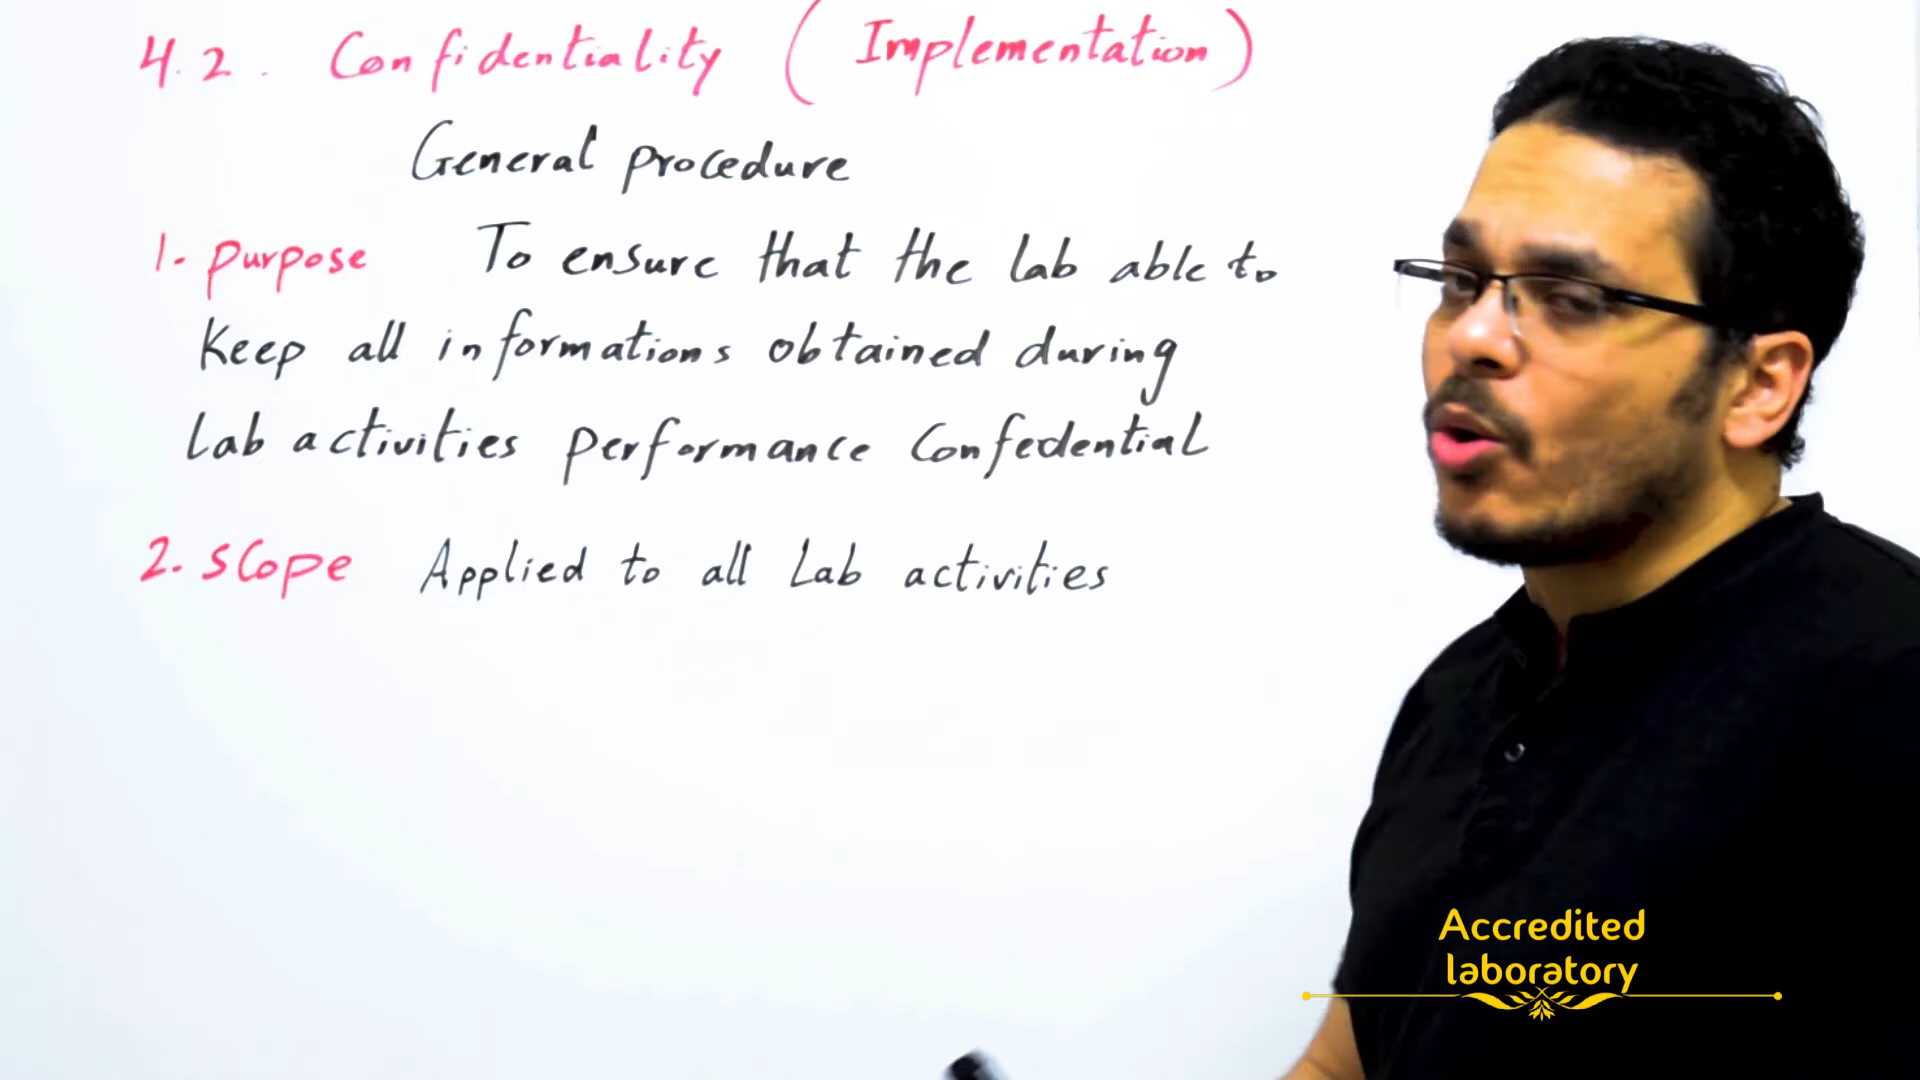 4.2. Confidentiality (Implementation)
General procedure
1. purpose To ensure that the lab able to
Keep all informations obtained during
Lab activities performance Confedential
2. scope Applied to all Lab activities
Accredited
laboratory